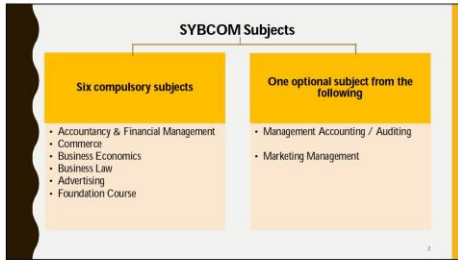 SYBCOM Subjects
Six compulsory subjects
• Accountancy & Financial Management
• Commerce
• Business Economics
• Business Law
• Advertising
• Foundation Course
One optional subject from the
following
• Management Accounting / Auditing
• Marketing Management
2